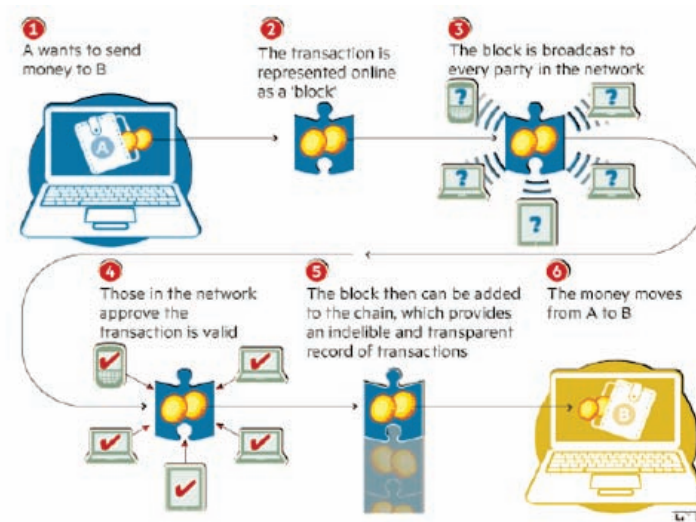 1
A wants to send
money to B
2
The transaction is
represented online
as a 'block'
3
The block is broadcast to
every party in the network
A
?
?
?
?
?
4
Those in the network
approve the
transaction is valid
5
The block then can be added
to the chain, which provides
an indelible and transparent
record of transactions
6
The money moves
from A to B
B